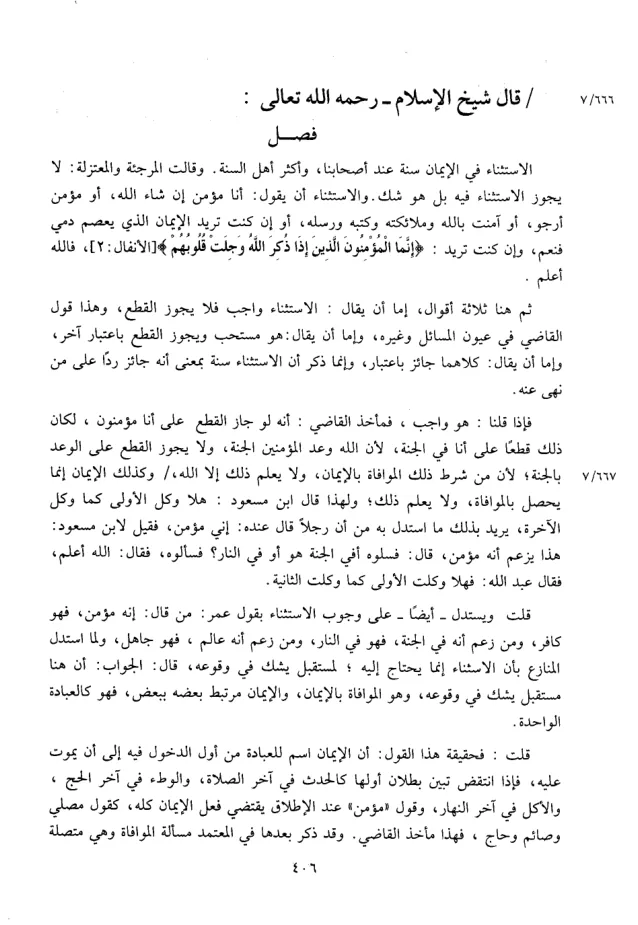 / قال شيخ الإسلام ـ رحمه الله تعالى : ٧/٦٦٦
فصــل
الاستثناء في الإيمان سنة عند أصحابنا، وأكثر أهل السنة. وقالت المرجئة والمعتزلة: لا
يجوز الاستثناء فيه بل هو شك.والاستثناء أن يقول: أنا مؤمن إن شاء الله، أو مؤمن
أرجو، أو آمنت بالله وملائكته وكتبه ورسله، أو إن كنت تريد الإيمان الذي يعصم دمي
فنعم، وإن كنت تريد : ﴿إِنَّمَا الْمُؤْمِنُونَ الَّذِينَ إِذَا ذُكِرَ اللَّهُ وَجِلَتْ قُلُوبُهُمْ﴾[الأنفال:٢]، فالله
أعلم .
ثم هنا ثلاثة أقوال، إما أن يقال : الاستثناء واجب فلا يجوز القطع، وهذا قول
القاضي في عيون المسائل وغيره، وإما أن يقال:هو مستحب ويجوز القطع باعتبار آخر،
وإما أن يقال: كلاهما جائز باعتبار، وإنما ذكر أن الاستثناء سنة بمعنى أنه جائز ردًا على من
نهى عنه.
فإذا قلنا : هو واجب ، فمأخذ القاضي : أنه لو جاز القطع على أنا مؤمنون ، لكان
ذلك قطعًا على أنا في الجنة، لأن الله وعد المؤمنين الجنة، ولا يجوز القطع على الوعد
بالجنة؛ لأن من شرط ذلك الموافاة بالإيمان، ولا يعلم ذلك إلا الله،/ وكذلك الإيمان إنما ٧/٦٦٧
يحصل بالموافاة، ولا يعلم ذلك؛ ولهذا قال ابن مسعود : هلا وكل الأولى كما وكل
الآخرة، يريد بذلك ما استدل به من أن رجلاً قال عنده: إني مؤمن، فقيل لابن مسعود:
هذا يزعم أنه مؤمن، قال: فسلوه أفي الجنة هو أو في النار؟ فسألوه، فقال: الله أعلم،
فقال عبد الله: فهلا وكلت الأولى كما وكلت الثانية.
قلت ويستدل ـ أيضًا ـ على وجوب الاستثناء بقول عمر: من قال: إنه مؤمن، فهو
كافر، ومن زعم أنه في الجنة، فهو في النار، ومن زعم أنه عالم ، فهو جاهل، ولما استدل
المنازع بأن الاستثناء إنما يحتاج إليه ؛ لمستقبل يشك في وقوعه، قال: الجواب: أن هنا
مستقبل يشك في وقوعه، وهو الموافاة بالإيمان، والإيمان مرتبط بعضه ببعض، فهو كالعبادة
الواحدة.
قلت : فحقيقة هذا القول: أن الإيمان اسم للعبادة من أول الدخول فيه إلى أن يموت
عليه، فإذا انتقض تبين بطلان أولها كالحدث في آخر الصلاة، والوطء في آخر الحج ،
والأكل في آخر النهار، وقول «مؤمن» عند الإطلاق يقتضي فعل الإيمان كله، كقول مصلي
وصائم وحاج ، فهذا مأخذ القاضي. وقد ذكر بعدها في المعتمد مسألة الموافاة وهي متصلة
٤٠٦